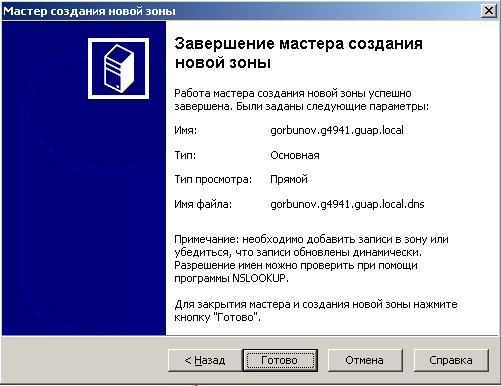 Мастер создания новой зоны
Завершение мастера создания
новой зоны
Работа мастера создания новой зоны успешно
завершена. Были заданы следующие параметры:
Имя: gorbunov.g4941.guap.local
Тип: Основная
Тип просмотра: Прямой
Имя файла: gorbunov.g4941.guap.local.dns
Примечание: необходимо добавить записи в зону или
убедиться, что записи обновлены динамически.
Разрешение имен можно проверить при помощи
программы NSLOOKUP.
Для закрытия мастера и создания новой зоны нажмите
кнопку "Готово".
< Назад Готово Отмена Справка